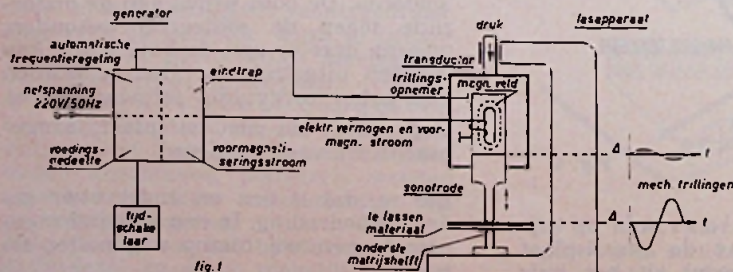 generator
automatische
frequentieregeling
eindtrap
netspanning
220V/50Hz
voedings-
gedeelte
voormagneti-
seringsstroom
tijd-
schake
laar
fig.1
druk
lasapparaat
transductor
trillings-
opnemer
magn. veld
elektr. vermogen en voor-
magn. stroom
sonotrode
te lassen
materiaal
onderste
matrijshelft
Δ
t
mech. trillingen
Δ
t